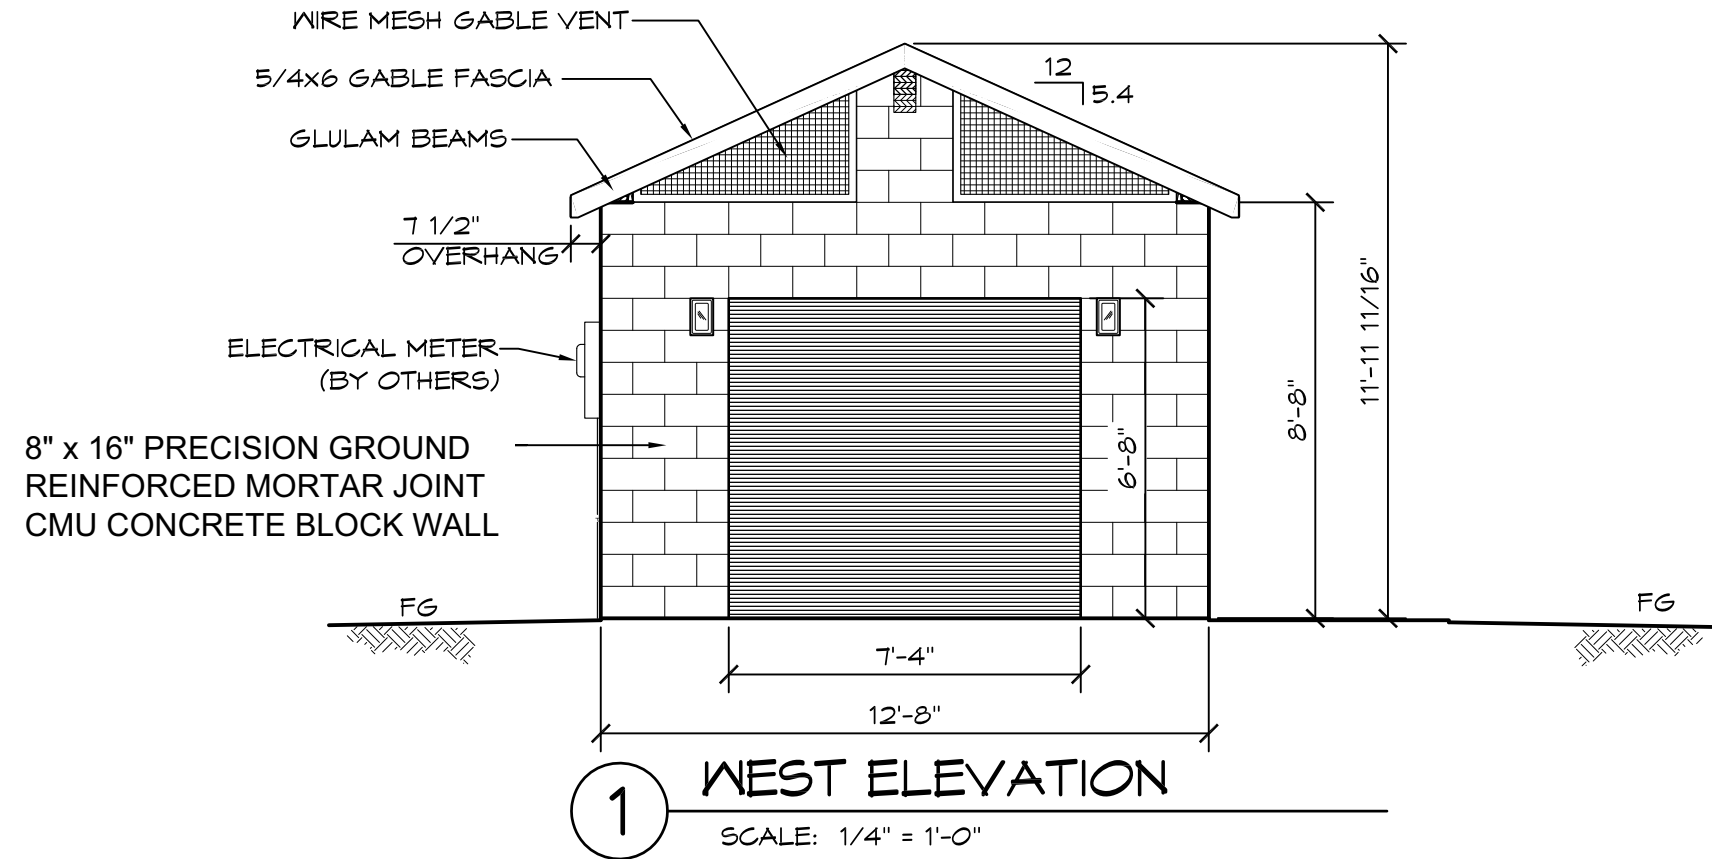 WIRE MESH GABLE VENT
5/4x6 GABLE FASCIA
GLULAM BEAMS
12
5.4
7 1/2"
OVERHANG
ELECTRICAL METER
(BY OTHERS)
8" x 16" PRECISION GROUND
REINFORCED MORTAR JOINT
CMU CONCRETE BLOCK WALL
6'-8"
8'-8"
11'-11 11/16"
FG
FG
7'-4"
12'-8"
1
WEST ELEVATION
SCALE: 1/4" = 1'-0"